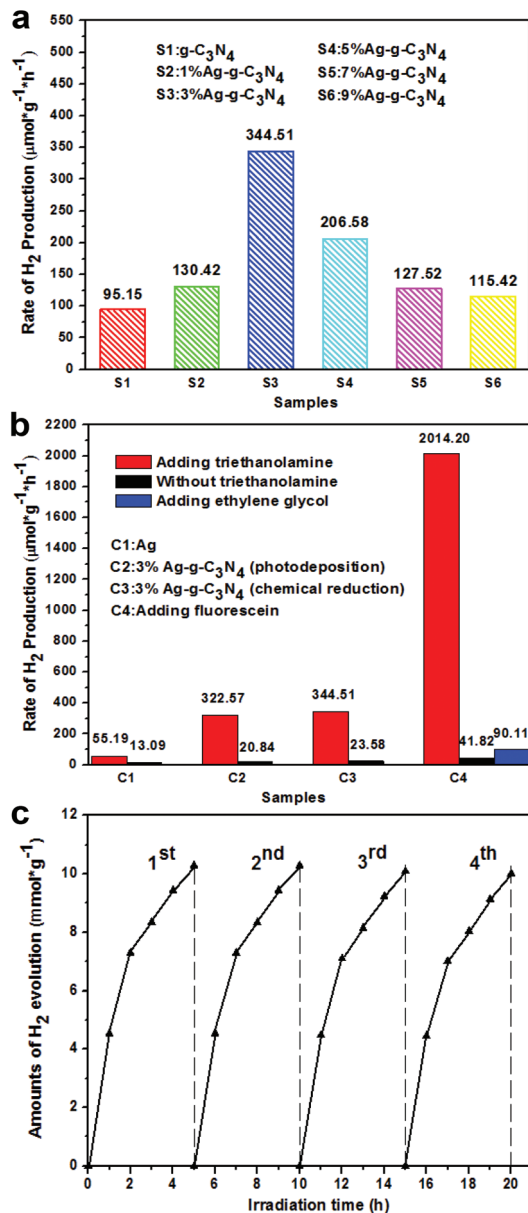 a
Rate of H2 Production (μmol*g-1*h-1)
550
500
450
400
350
300
250
200
150
100
50
0
S1:g-C3N4
S2:1%Ag-g-C3N4
S3:3%Ag-g-C3N4
S4:5%Ag-g-C3N4
S5:7%Ag-g-C3N4
S6:9%Ag-g-C3N4
95.15
130.42
344.51
206.58
127.52
115.42
S1 S2 S3 S4 S5 S6
Samples
b
Rate of H2 Production (μmol*g-1*h-1)
2200
2000
1800
1600
1400
1200
1000
800
600
400
200
0
Adding triethanolamine
Without triethanolamine
Adding ethylene glycol
C1:Ag
C2:3% Ag-g-C3N4 (photodeposition)
C3:3% Ag-g-C3N4 (chemical reduction)
C4:Adding fluorescein
55.19
13.09
322.57
20.84
344.51
23.58
2014.20
41.82
90.11
C1 C2 C3 C4
Samples
c
Amounts of H2 evolution (mmol*g-1)
12
10
8
6
4
2
0
1st 2nd 3rd 4th
0 2 4 6 8 10 12 14 16 18 20
Irradiation time (h)